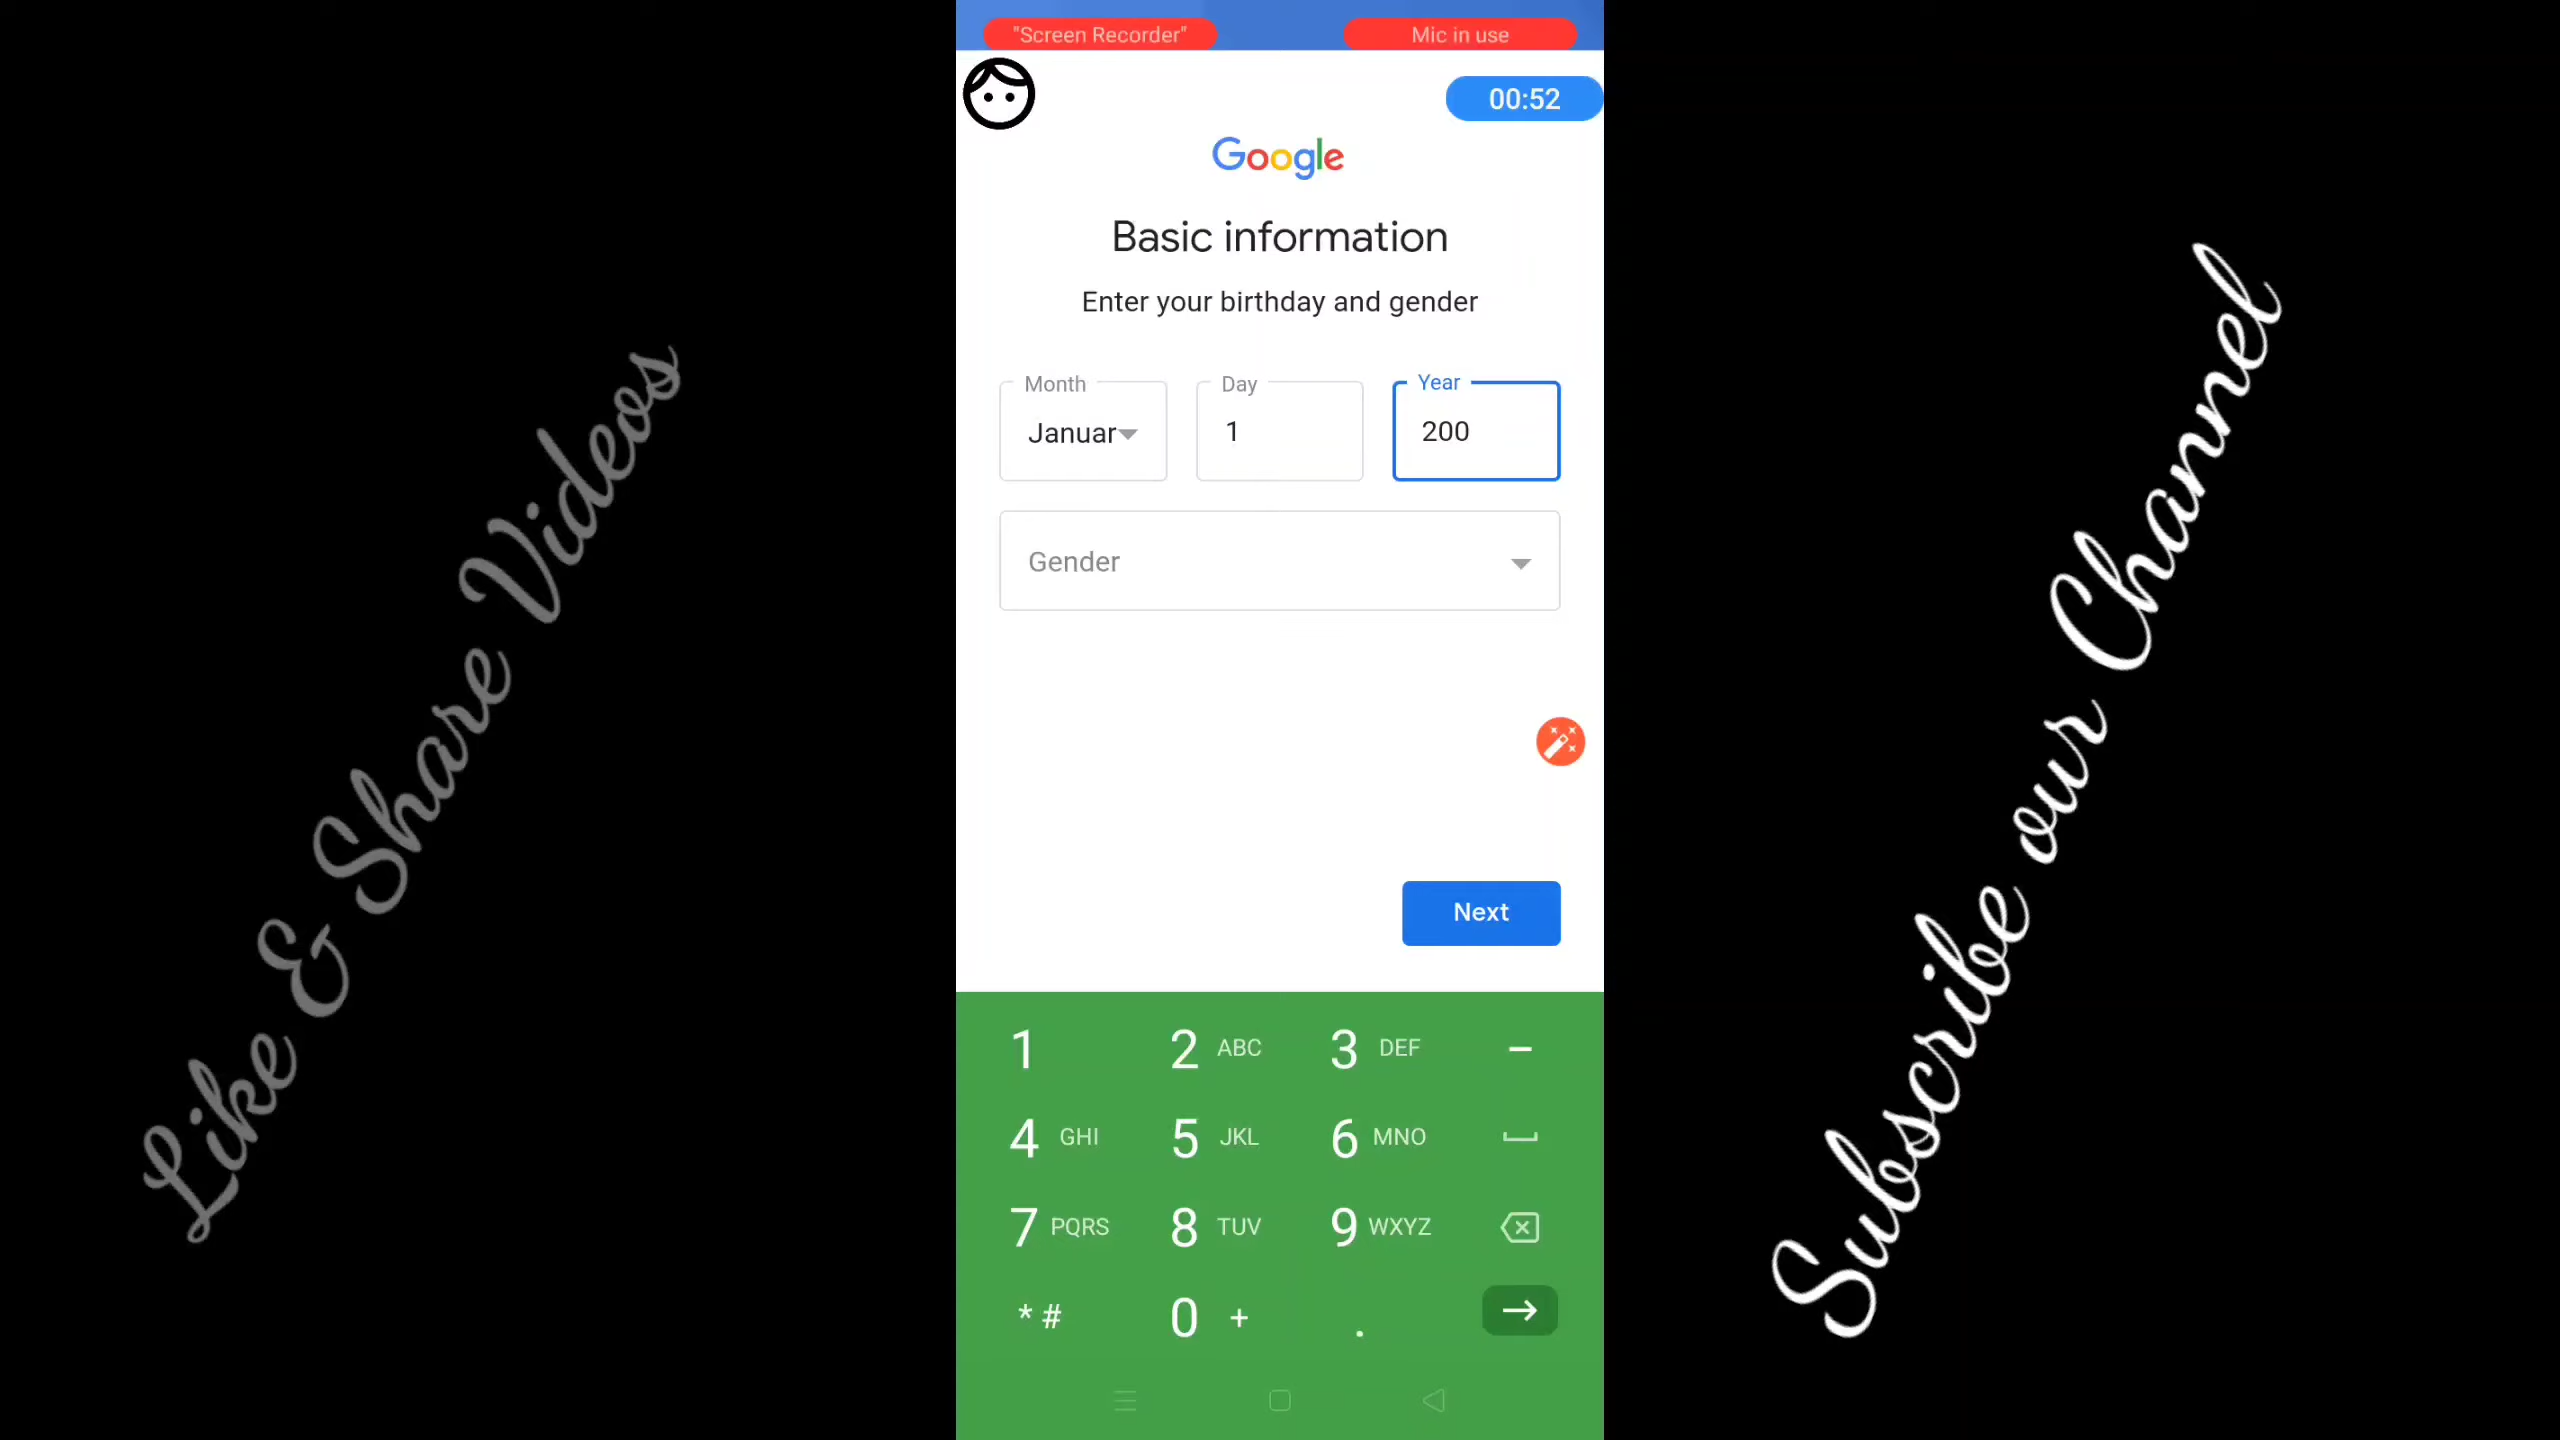 "Screen Recorder"
Mic in use
00:52
Google
Basic information
Enter your birthday and gender
Month
Day
Year
Januar
1
200
Gender
Next
1
2 ABC
3 DEF
–
4 GHI
5 JKL
6 MNO
7 PQRS
8 TUV
9 WXYZ
* #
0 +
.
Like & Share Videos
Subscribe our Channel